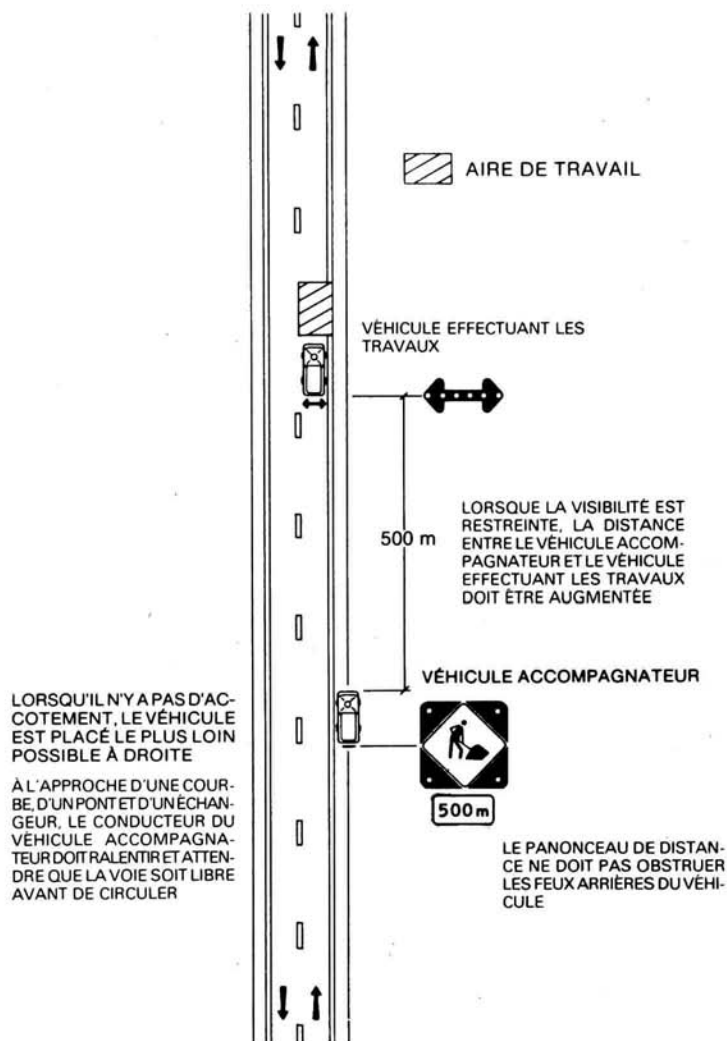 AIRE DE TRAVAIL
VÉHICULE EFFECTUANT LES
TRAVAUX
500 m
LORSQUE LA VISIBILITÉ EST
RESTREINTE, LA DISTANCE
ENTRE LE VÉHICULE ACCOM-
PAGNATEUR ET LE VÉHICULE
EFFECTUANT LES TRAVAUX
DOIT ÊTRE AUGMENTÉE
VÉHICULE ACCOMPAGNATEUR
500 m
LORSQU'IL N'Y A PAS D'AC-
COTEMENT, LE VÉHICULE
EST PLACÉ LE PLUS LOIN
POSSIBLE À DROITE
À L'APPROCHE D'UNE COUR-
BE, D'UN PONT ET D'UN ÉCHAN-
GEUR, LE CONDUCTEUR DU
VÉHICULE ACCOMPAGNA-
TEUR DOIT RALENTIR ET ATTEN-
DRE QUE LA VOIE SOIT LIBRE
AVANT DE CIRCULER
LE PANONCEAU DE DISTAN-
CE NE DOIT PAS OBSTRUER
LES FEUX ARRIÈRES DU VÉHI-
CULE